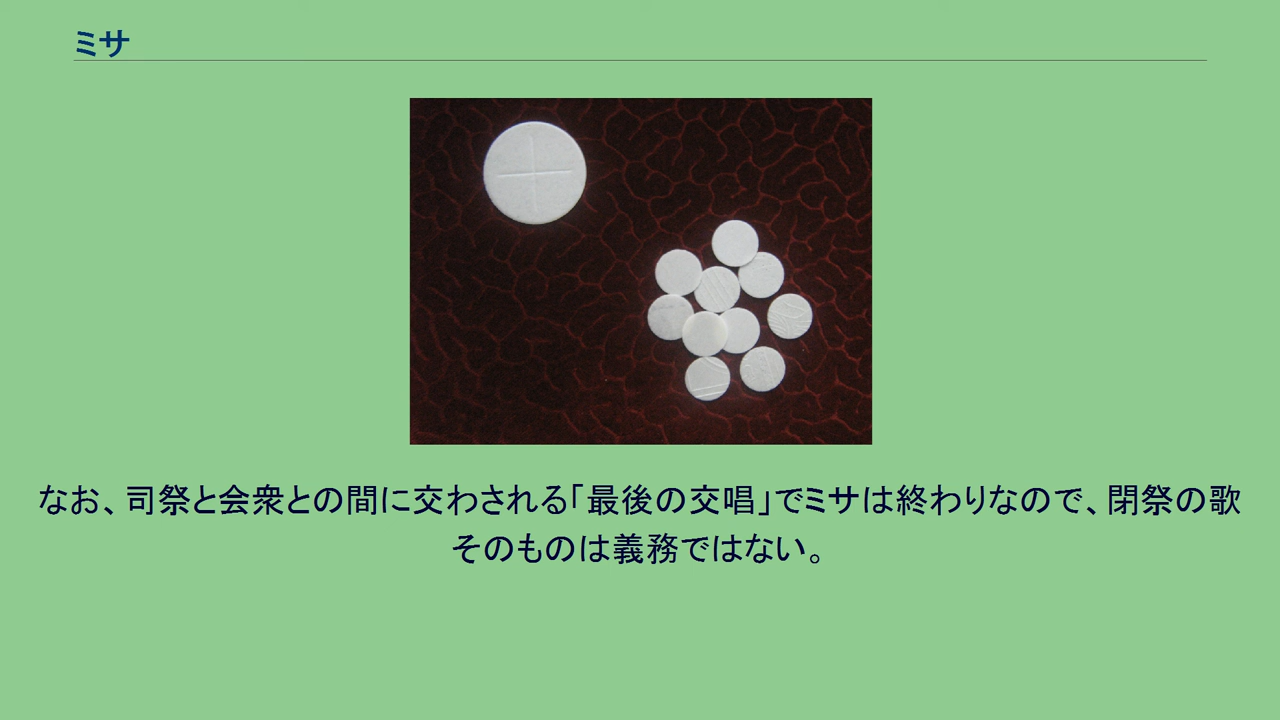 ミサ
なお、司祭と会衆との間に交わされる「最後の交唱」でミサは終わりなので、閉祭の歌
そのものは義務ではない。